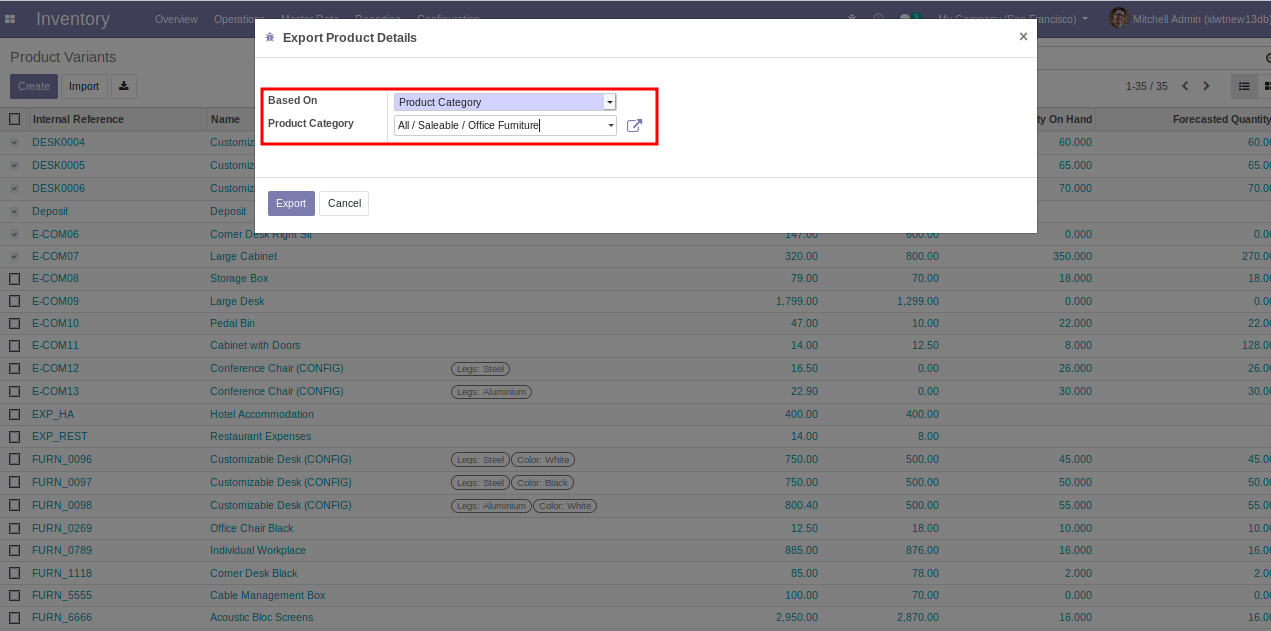 Inventory Overview Operations Master Data Reporting Configuration 3 My Company (San Francisco) Mitchell Admin (xlwtnew13db)
Export Product Details ×
Product Variants
Create Import 1-35 / 35
Based On Product Category
Product Category All / Saleable / Office Furniture
Export Cancel
Internal Reference Name ty On Hand Forecasted Quantity
DESK0004 Customiz 60.000 60.00
DESK0005 Customiz 65.000 65.00
DESK0006 Customiz 70.000 70.00
Deposit Deposit
E-COM06 Corner Desk Right Sit 147.00 600.00 0.000 0.00
E-COM07 Large Cabinet 320.00 800.00 350.000 270.0
E-COM08 Storage Box 79.00 70.00 18.000 18.00
E-COM09 Large Desk 1,799.00 1,299.00 0.000 0.00
E-COM10 Pedal Bin 47.00 10.00 22.000 22.00
E-COM11 Cabinet with Doors 14.00 12.50 8.000 128.0
E-COM12 Conference Chair (CONFIG) Legs: Steel 16.50 0.00 26.000 26.00
E-COM13 Conference Chair (CONFIG) Legs: Aluminium 22.90 0.00 30.000 30.00
EXP_HA Hotel Accommodation 400.00 400.00
EXP_REST Restaurant Expenses 14.00 8.00
FURN_0096 Customizable Desk (CONFIG) Legs: Steel Color: White 750.00 500.00 45.000 45.00
FURN_0097 Customizable Desk (CONFIG) Legs: Steel Color: Black 750.00 500.00 50.000 50.00
FURN_0098 Customizable Desk (CONFIG) Legs: Aluminium Color: White 800.40 500.00 55.000 55.00
FURN_0269 Office Chair Black 12.50 18.00 10.000 10.00
FURN_0789 Individual Workplace 885.00 876.00 16.000 16.00
FURN_1118 Corner Desk Black 85.00 78.00 2.000 2.00
FURN_5555 Cable Management Box 100.00 70.00 0.000 0.00
FURN_6666 Acoustic Bloc Screens 2,950.00 2,870.00 16.000 16.00